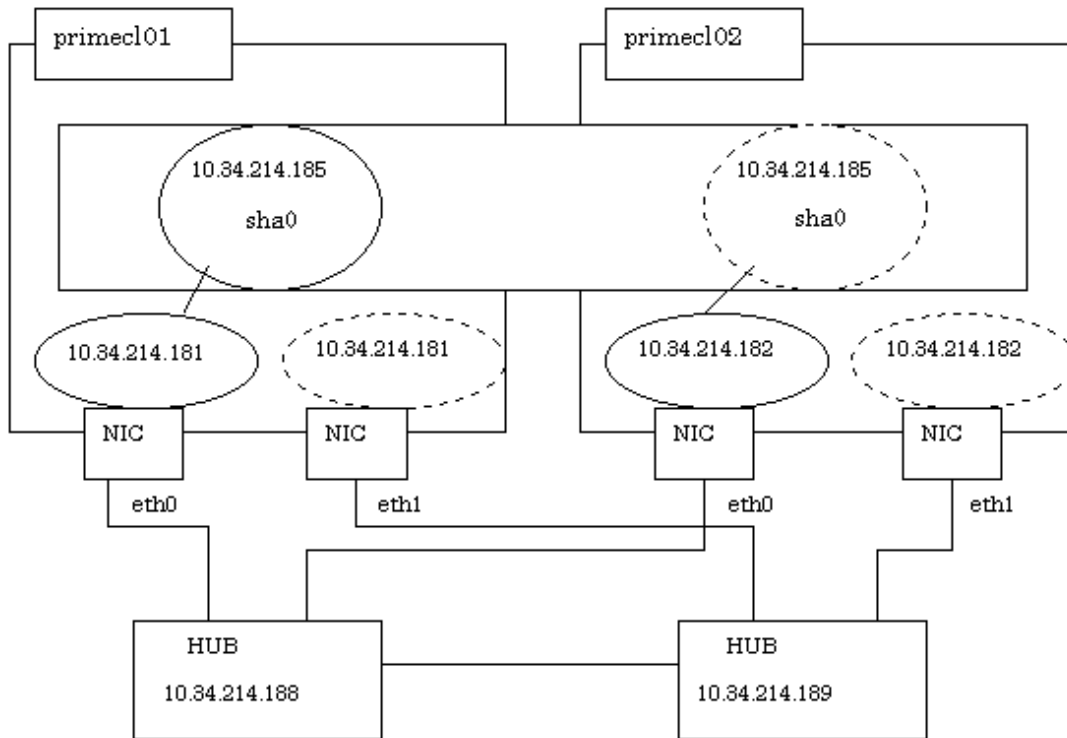 primecl01
primecl02
10.34.214.185
sha0
10.34.214.185
sha0
10.34.214.181
10.34.214.181
10.34.214.182
10.34.214.182
NIC
NIC
NIC
NIC
eth0
eth1
eth0
eth1
HUB
10.34.214.188
HUB
10.34.214.189